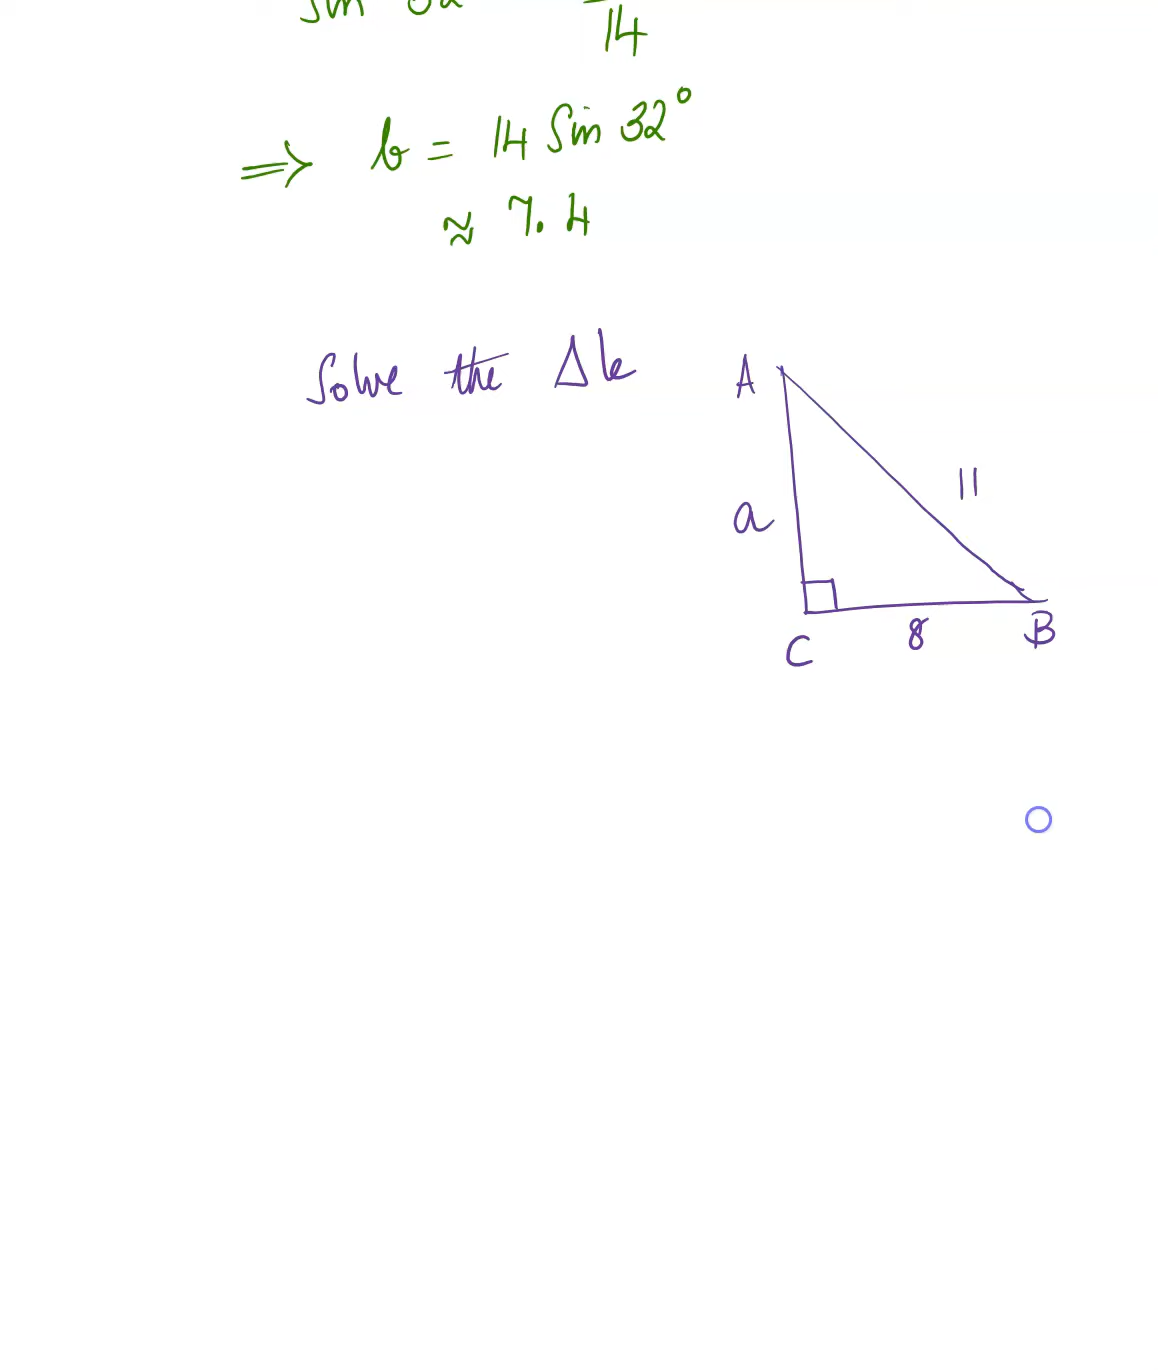 14
⟹ b = 14 Sin 32°
≈ 7.4
Solve the Δle
A
11
a
8
B
C